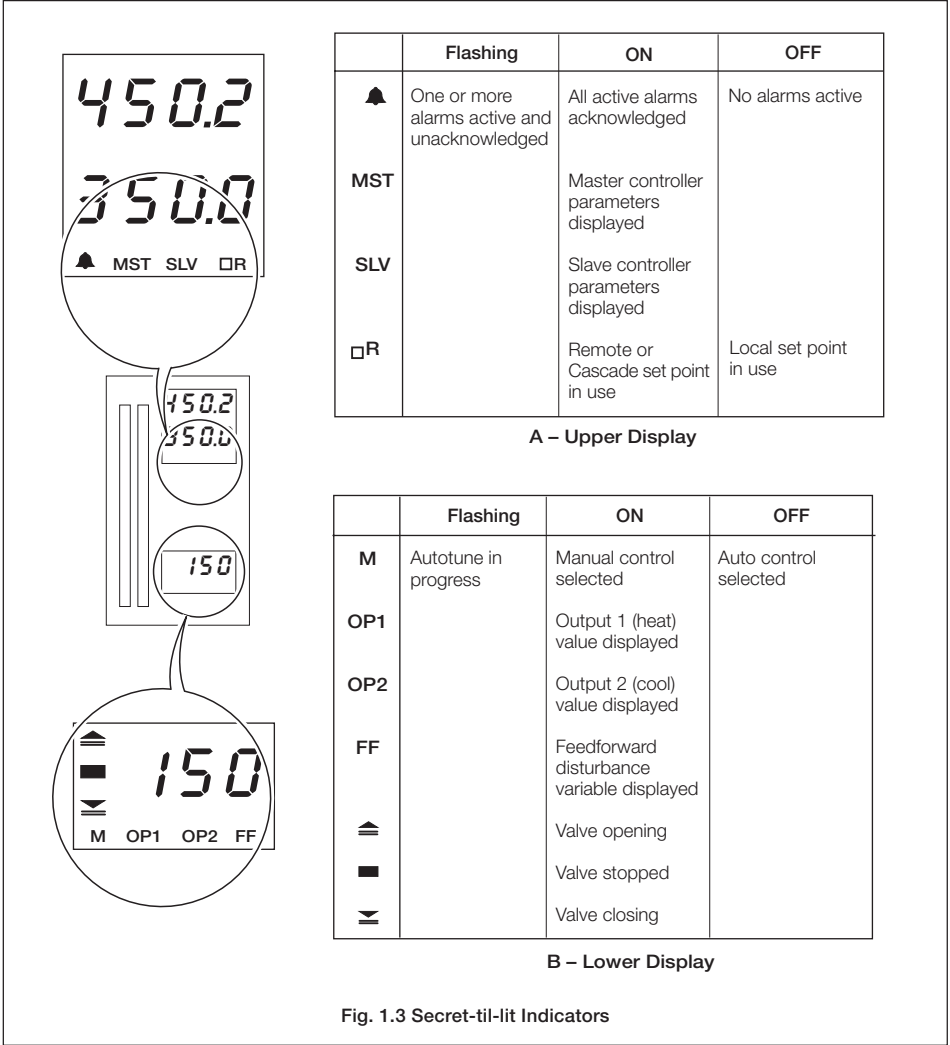 450.2
350.0
🔔 MST SLV □R
450.2
350.0
150
150
M OP1 OP2 FF
Flashing ON OFF
One or more All active alarms No alarms active
alarms active and acknowledged
unacknowledged
MST Master controller
parameters
displayed
SLV Slave controller
parameters
displayed
□R Remote or Local set point
Cascade set point in use
in use
A – Upper Display
Flashing ON OFF
M Autotune in Manual control Auto control
progress selected selected
OP1 Output 1 (heat)
value displayed
OP2 Output 2 (cool)
value displayed
FF Feedforward
disturbance
variable displayed
Valve opening
Valve stopped
Valve closing
B – Lower Display
Fig. 1.3 Secret-til-lit Indicators